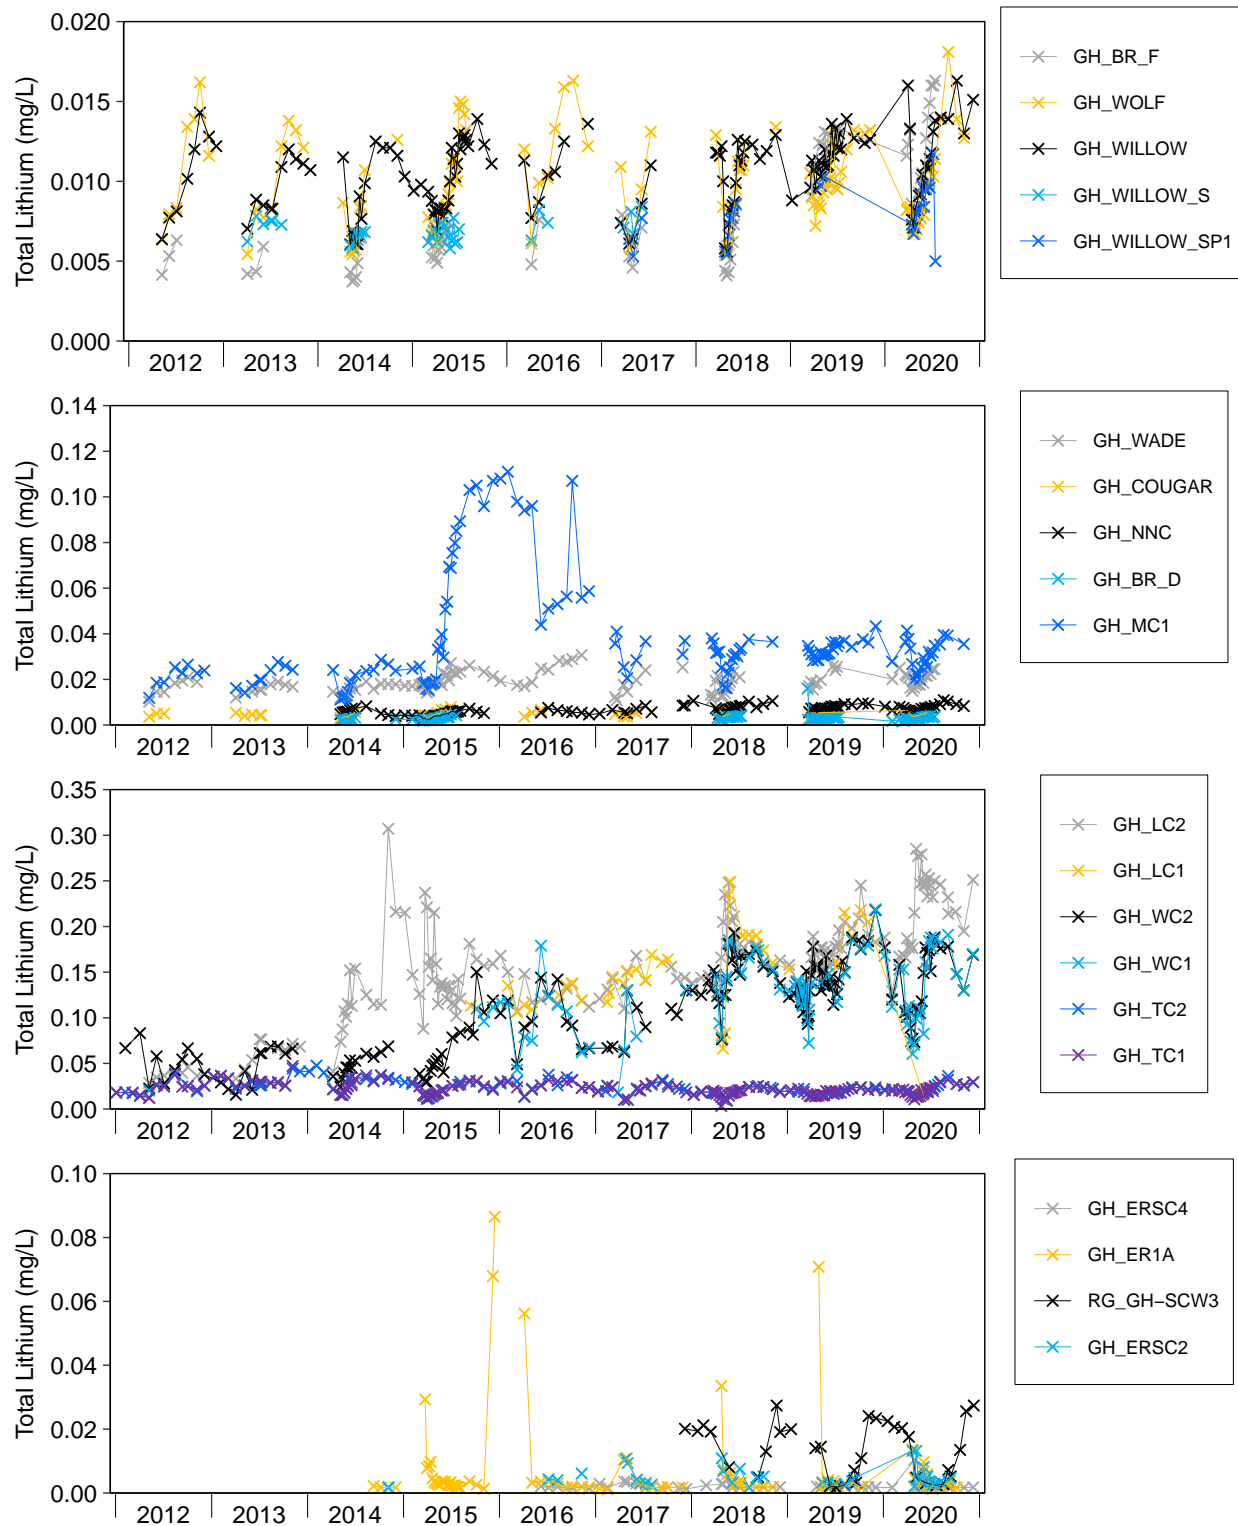 Total Lithium (mg/L)
0.020
0.015
0.010
0.005
0.000
2012 2013 2014 2015 2016 2017 2018 2019 2020
GH_BR_F
GH_WOLF
GH_WILLOW
GH_WILLOW_S
GH_WILLOW_SP1
Total Lithium (mg/L)
0.14
0.12
0.10
0.08
0.06
0.04
0.02
0.00
2012 2013 2014 2015 2016 2017 2018 2019 2020
GH_WADE
GH_COUGAR
GH_NNC
GH_BR_D
GH_MC1
Total Lithium (mg/L)
0.35
0.30
0.25
0.20
0.15
0.10
0.05
0.00
2012 2013 2014 2015 2016 2017 2018 2019 2020
GH_LC2
GH_LC1
GH_WC2
GH_WC1
GH_TC2
GH_TC1
Total Lithium (mg/L)
0.10
0.08
0.06
0.04
0.02
0.00
2012 2013 2014 2015 2016 2017 2018 2019 2020
GH_ERSC4
GH_ER1A
RG_GH−SCW3
GH_ERSC2